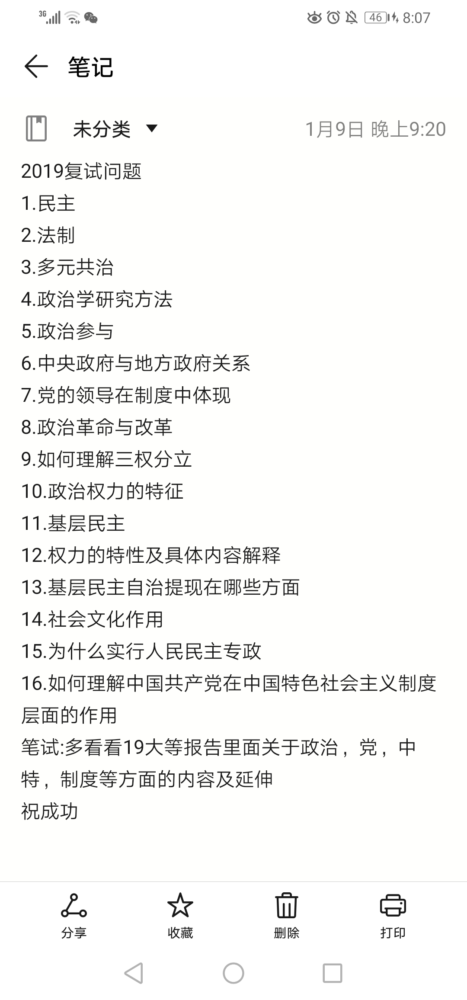 3G 46 8:07
笔记
未分类 1月9日 晚上9:20
2019复试问题
1.民主
2.法制
3.多元共治
4.政治学研究方法
5.政治参与
6.中央政府与地方政府关系
7.党的领导在制度中体现
8.政治革命与改革
9.如何理解三权分立
10.政治权力的特征
11.基层民主
12.权力的特性及具体内容解释
13.基层民主自治提现在哪些方面
14.社会文化作用
15.为什么实行人民民主专政
16.如何理解中国共产党在中国特色社会主义制度
层面的作用
笔试:多看看19大等报告里面关于政治，党，中
特，制度等方面的内容及延伸
祝成功
分享 收藏 删除 打印